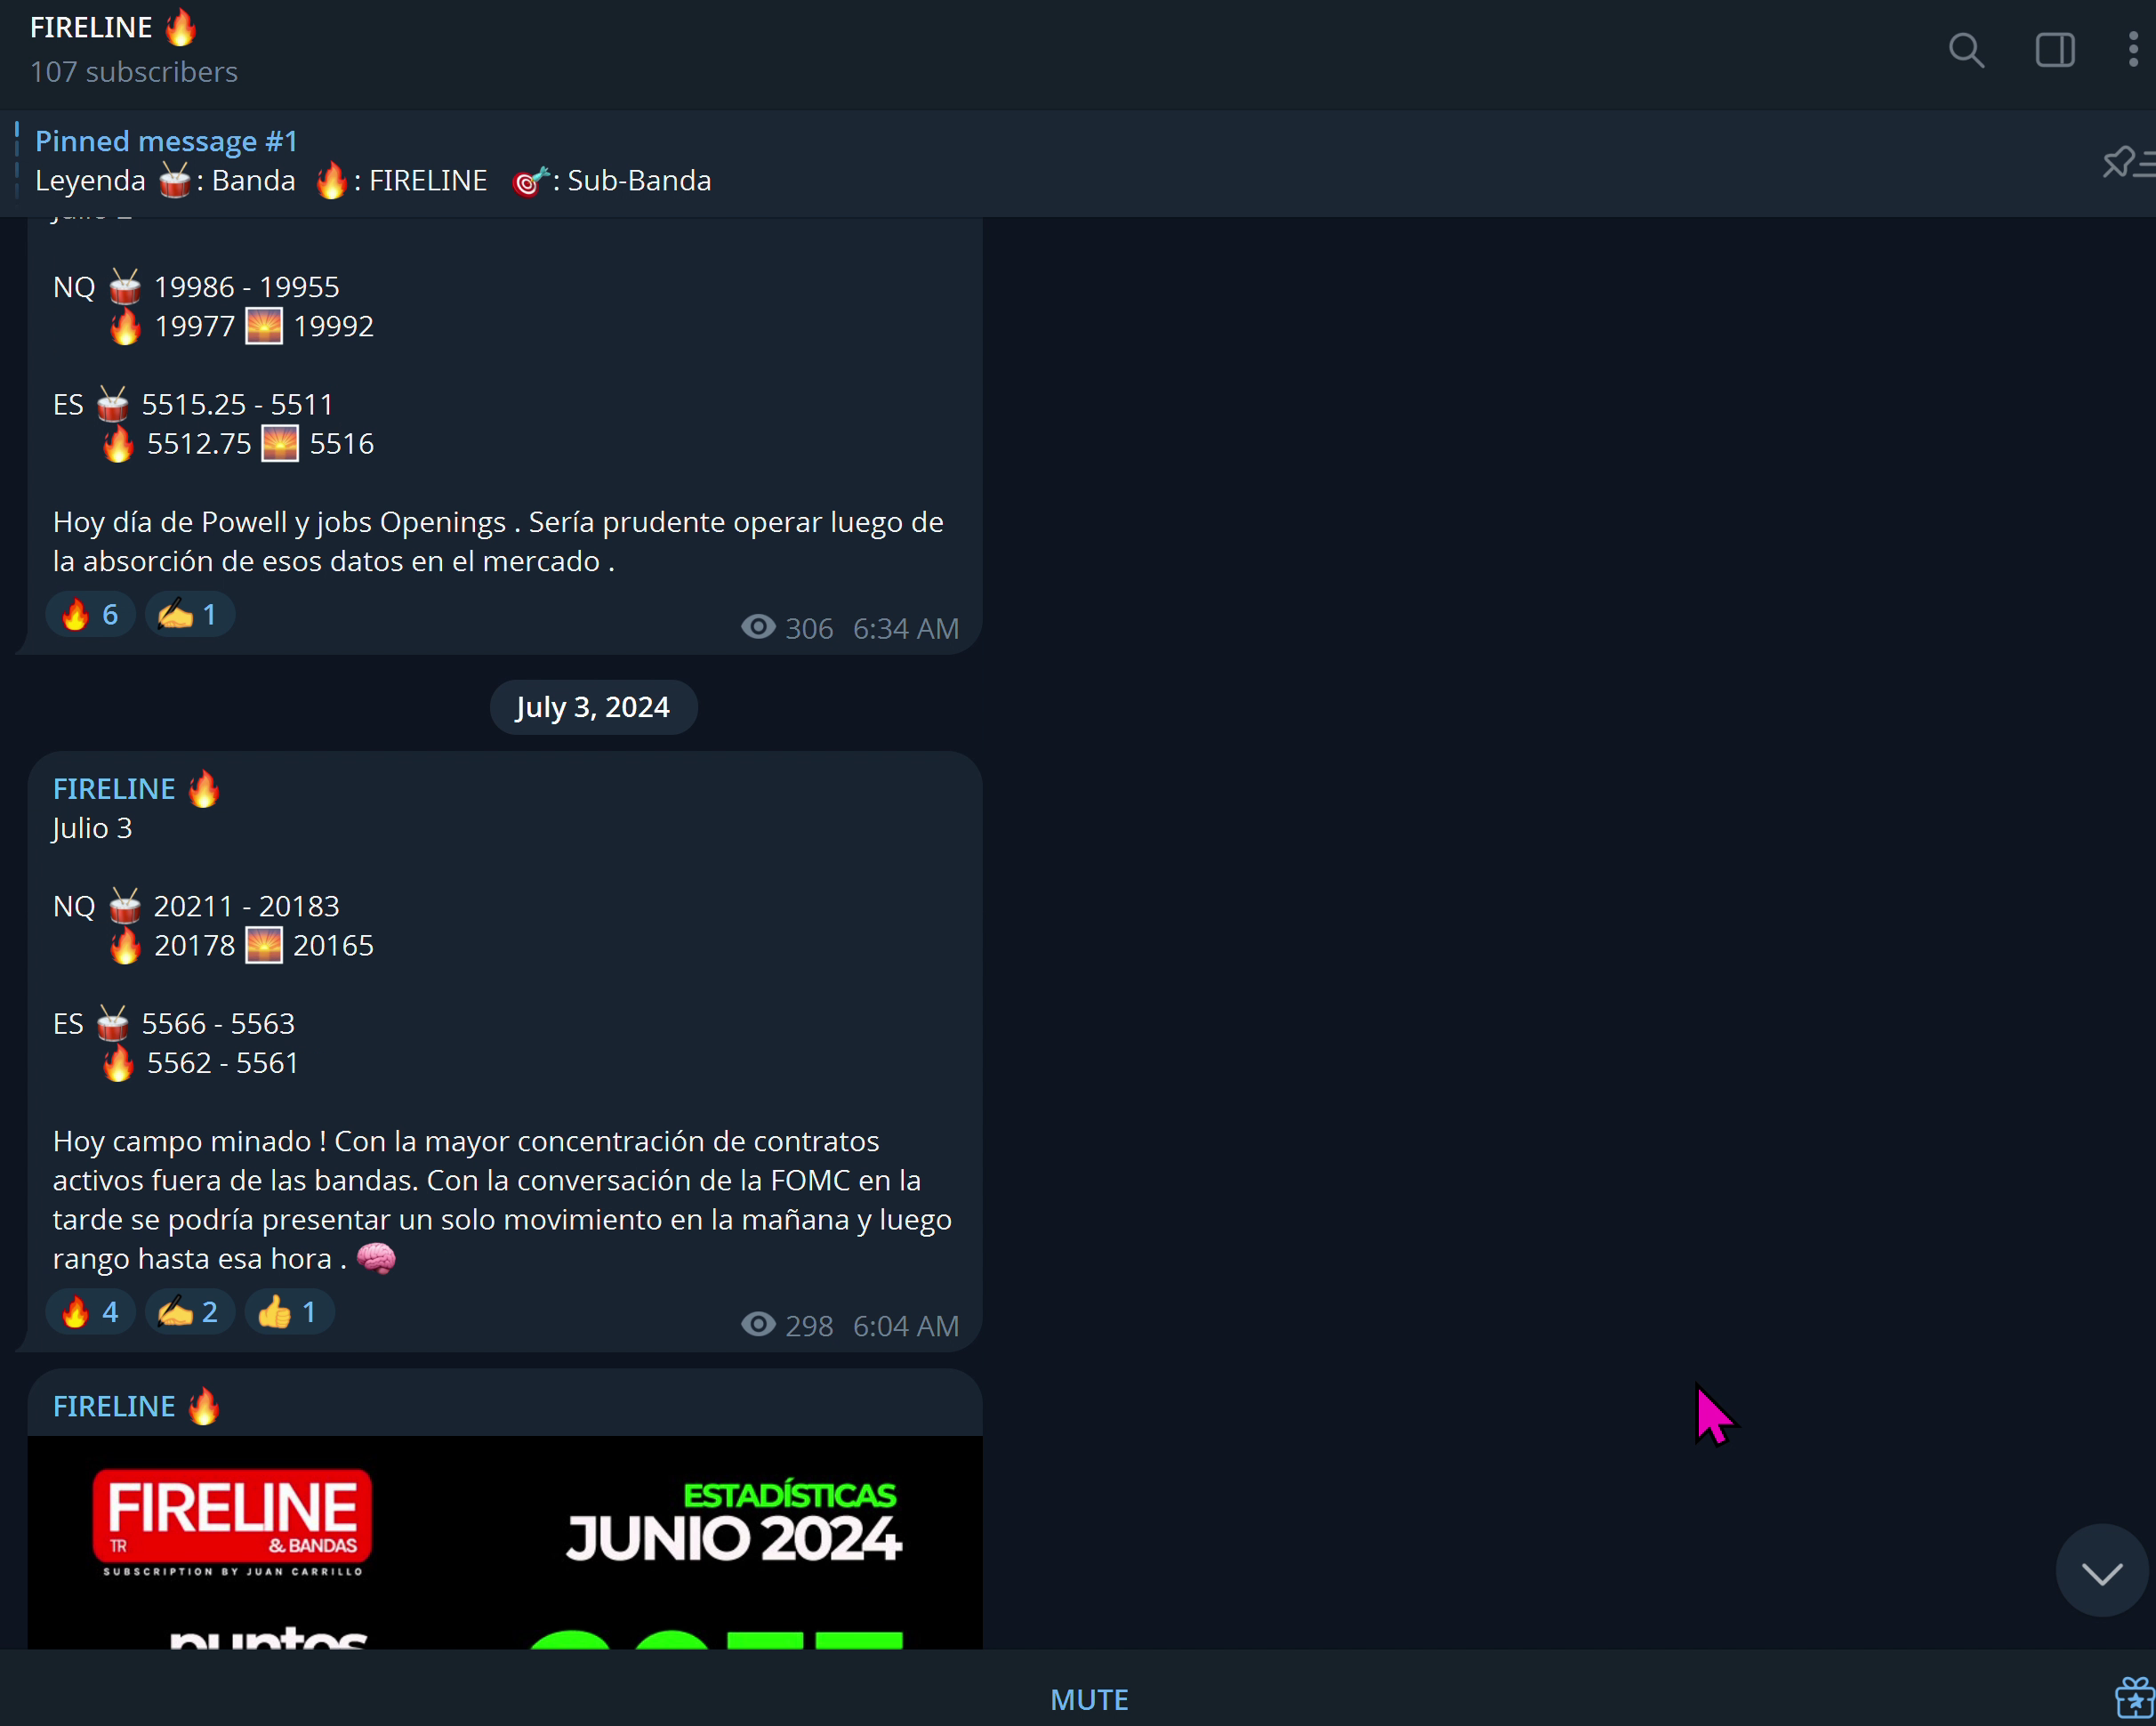 FIRELINE 🔥
107 subscribers
Pinned message #1
Leyenda 🥁: Banda 🔥: FIRELINE 🎯: Sub-Banda
NQ 🥁 19986 - 19955
🔥 19977 🌅 19992
ES 🥁 5515.25 - 5511
🔥 5512.75 🌅 5516
Hoy día de Powell y jobs Openings . Sería prudente operar luego de
la absorción de esos datos en el mercado .
🔥 6 ✍️ 1
306 6:34 AM
July 3, 2024
FIRELINE 🔥
Julio 3
NQ 🥁 20211 - 20183
🔥 20178 🌅 20165
ES 🥁 5566 - 5563
🔥 5562 - 5561
Hoy campo minado ! Con la mayor concentración de contratos
activos fuera de las bandas. Con la conversación de la FOMC en la
tarde se podría presentar un solo movimiento en la mañana y luego
rango hasta esa hora . 🧠
🔥 4 ✍️ 2 👍 1
298 6:04 AM
FIRELINE 🔥
FIRELINE
TR & BANDAS
SUBSCRIPTION BY JUAN CARRILLO
ESTADÍSTICAS
JUNIO 2024
puntos
MUTE